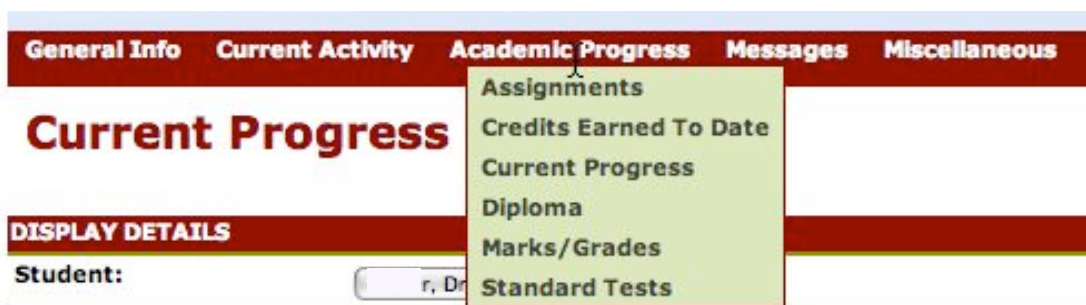 General Info Current Activity Academic Progress Messages Miscellaneous
Assignments
Credits Earned To Date
Current Progress
Diploma
Marks/Grades
Standard Tests
Current Progress
DISPLAY DETAILS
Student: